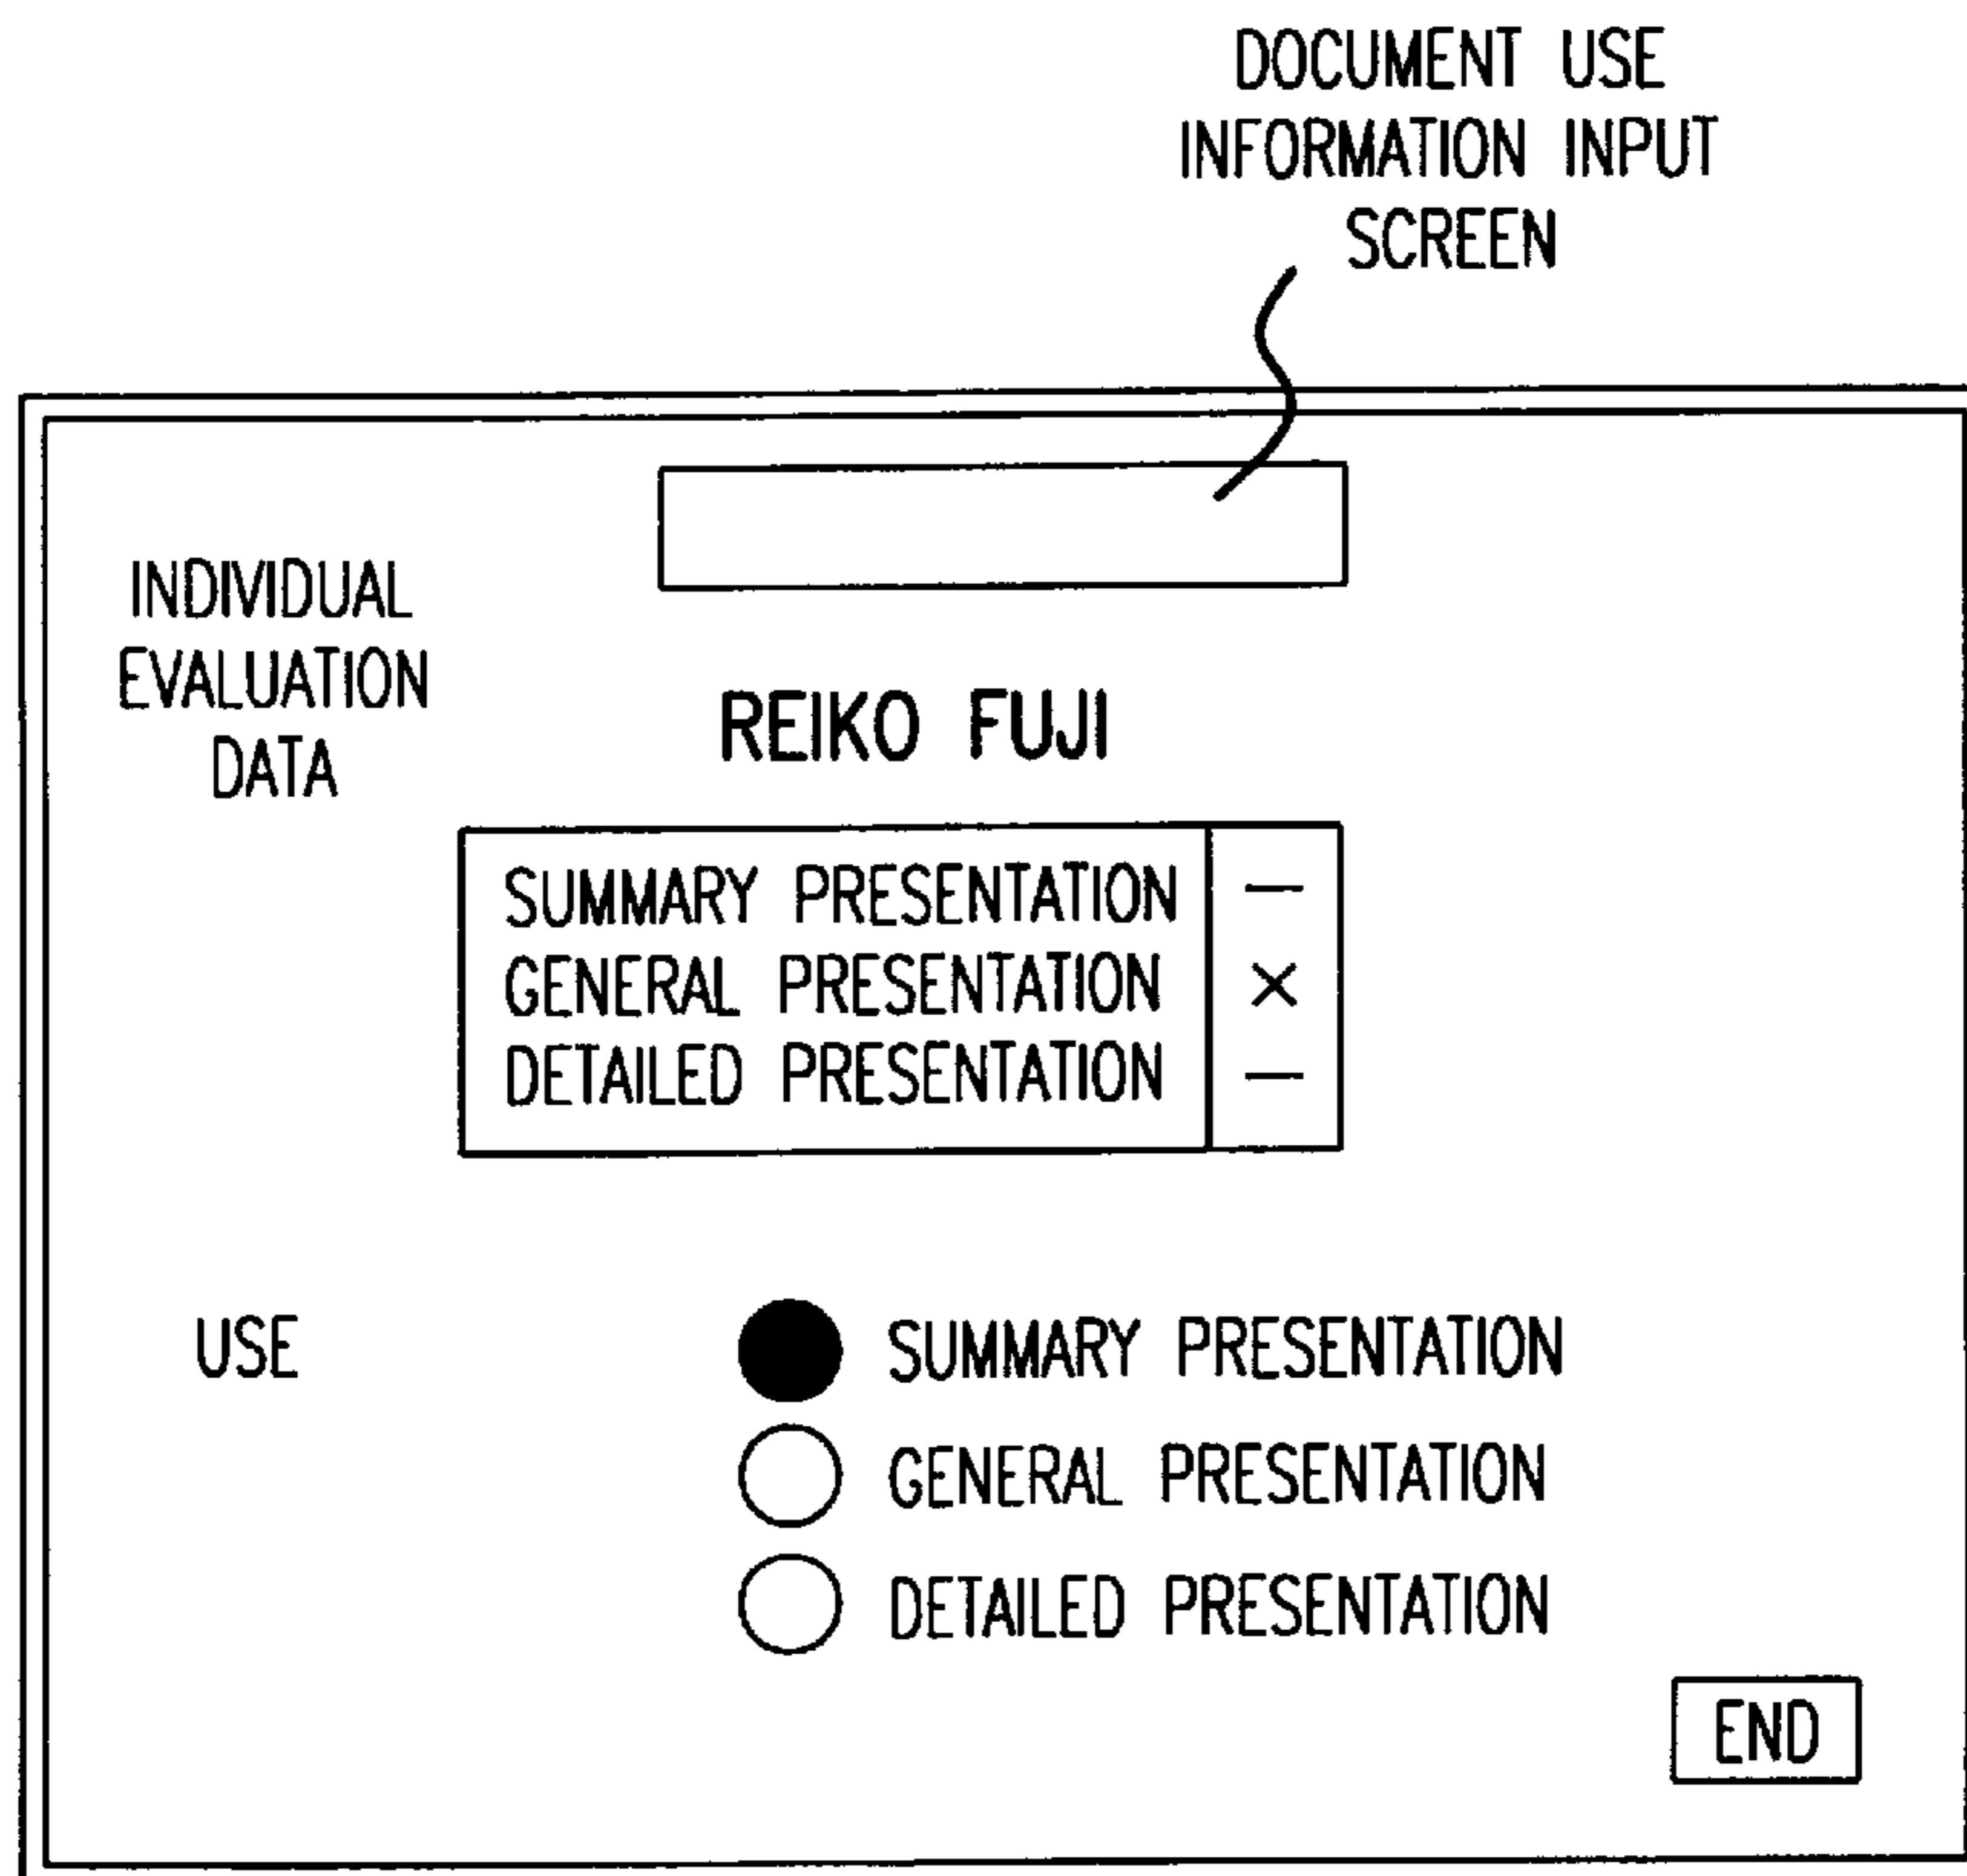 DOCUMENT USE
INFORMATION INPUT
SCREEN
INDIVIDUAL
EVALUATION
DATA
REIKO FUJI
SUMMARY PRESENTATION —
GENERAL PRESENTATION ×
DETAILED PRESENTATION —
USE
SUMMARY PRESENTATION
GENERAL PRESENTATION
DETAILED PRESENTATION
END